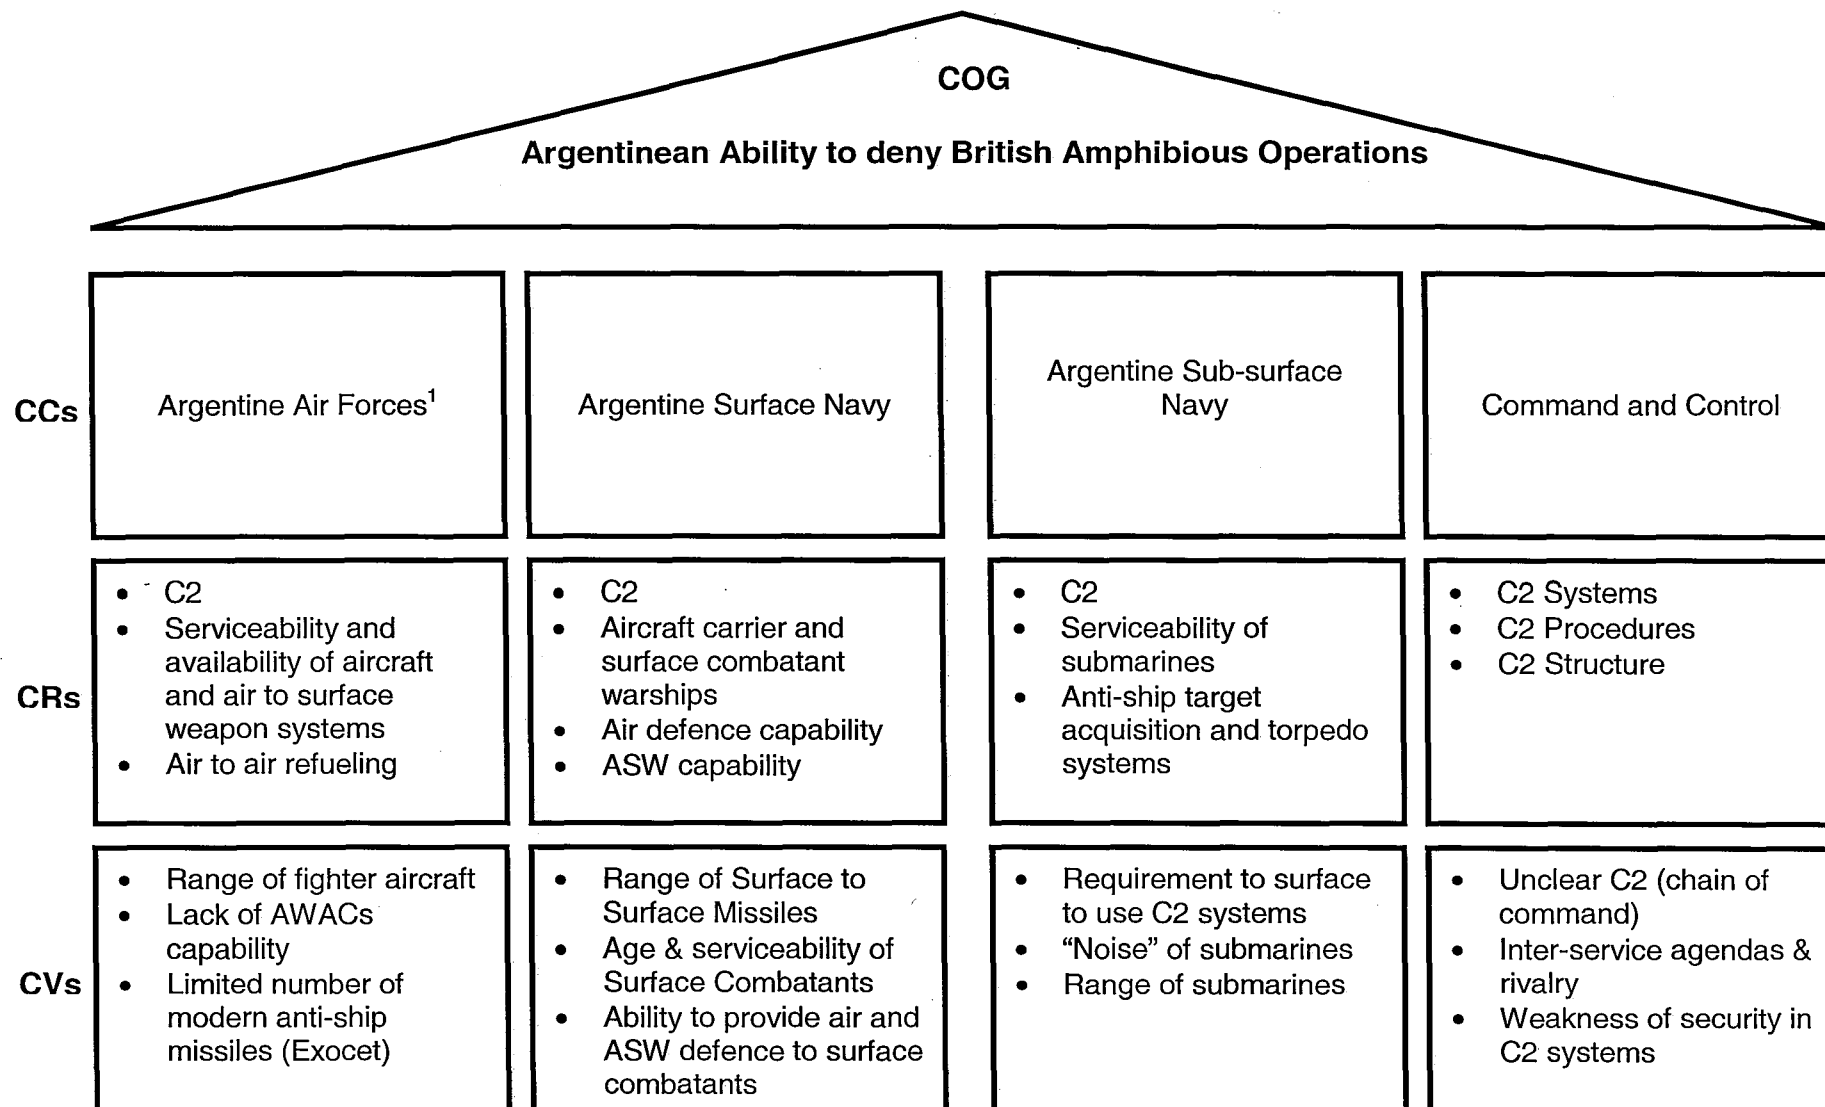 COG
Argentinean Ability to deny British Amphibious Operations
CCs
Argentine Air Forces¹
Argentine Surface Navy
Argentine Sub-surface
Navy
Command and Control
CRs
• C2
• Serviceability and
availability of aircraft
and air to surface
weapon systems
• Air to air refueling
• C2
• Aircraft carrier and
surface combatant
warships
• Air defence capability
• ASW capability
• C2
• Serviceability of
submarines
• Anti-ship target
acquisition and torpedo
systems
• C2 Systems
• C2 Procedures
• C2 Structure
CVs
• Range of fighter aircraft
• Lack of AWACs
capability
• Limited number of
modern anti-ship
missiles (Exocet)
• Range of Surface to
Surface Missiles
• Age & serviceability of
Surface Combatants
• Ability to provide air and
ASW defence to surface
combatants
• Requirement to surface
to use C2 systems
• “Noise” of submarines
• Range of submarines
• Unclear C2 (chain of
command)
• Inter-service agendas &
rivalry
• Weakness of security in
C2 systems